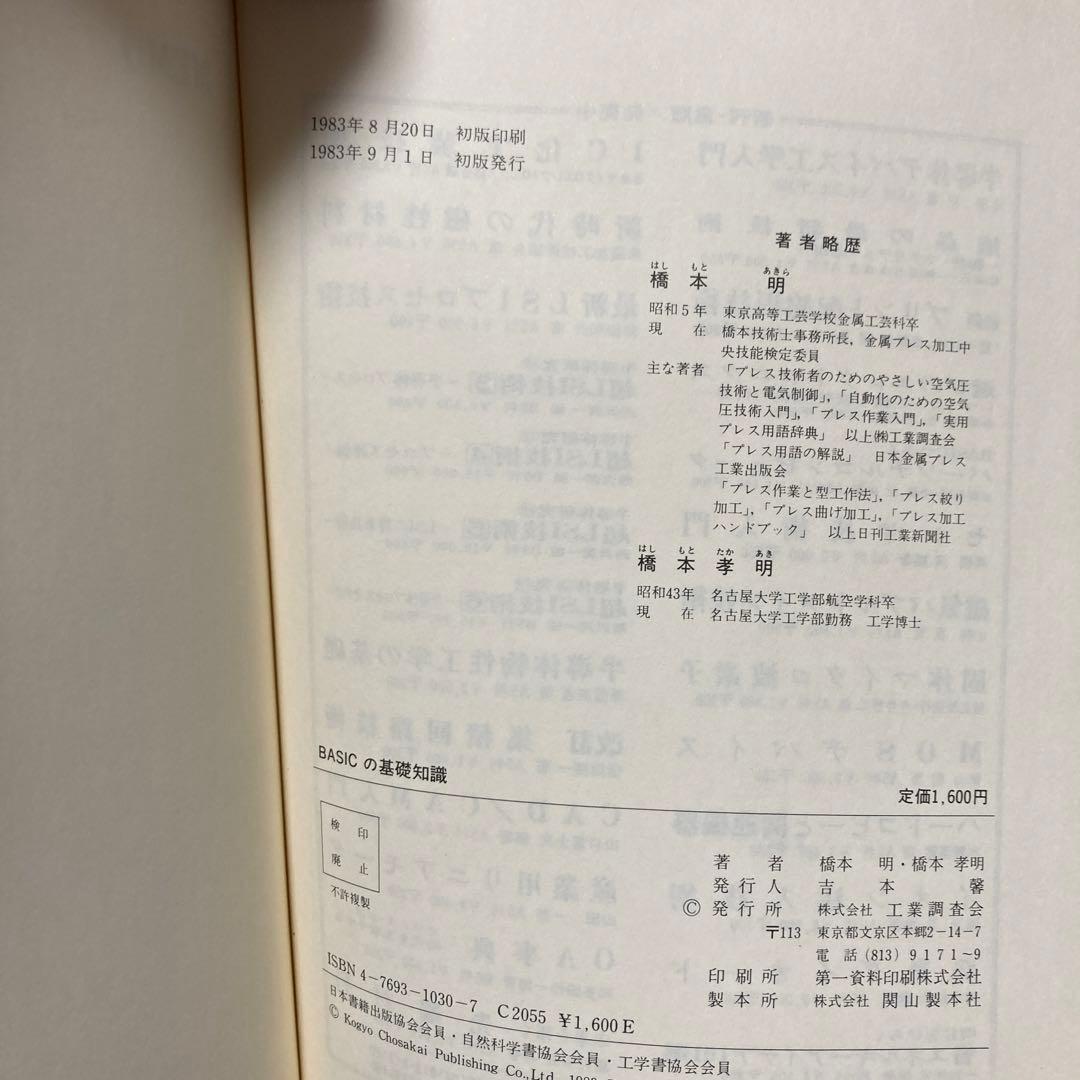 1983年8月20日 初版印刷
1983年9月1日 初版発行
著者略歴
はし もと あきら
橋本 明
昭和5年 東京高等工芸学校金属工芸科卒
現在 橋本技術士事務所長，金属プレス加工中
央技能検定委員
主な著者 「プレス技術者のためのやさしい空気圧
技術と電気制御」，「自動化のための空気
圧技術入門」，「プレス作業入門」，「実用
プレス用語辞典」 以上㈱工業調査会
「プレス用語の解説」 日本金属プレス
工業出版会
「プレス作業と型工作法」，「プレス絞り
加工」，「プレス曲げ加工」，「プレス加工
ハンドブック」 以上日刊工業新聞社
はし もと たか あき
橋本孝明
昭和43年 名古屋大学工学部航空学科卒
現在 名古屋大学工学部勤務 工学博士
BASICの基礎知識
定価1,600円
検印
廃止
不許複製
著者 橋本 明・橋本 孝明
発行人 吉本馨
©発行所 株式会社 工業調査会
〒113 東京都文京区本郷2-14-7
電話(813)9171~9
印刷所 第一資料印刷株式会社
製本所 株式会社 関山製本社
ISBN 4-7693-1030-7 C2055 ¥1,600E
日本書籍出版協会会員・自然科学書協会会員・工学書協会会員
© Kogyo Chosakai Publishing Co., Ltd.